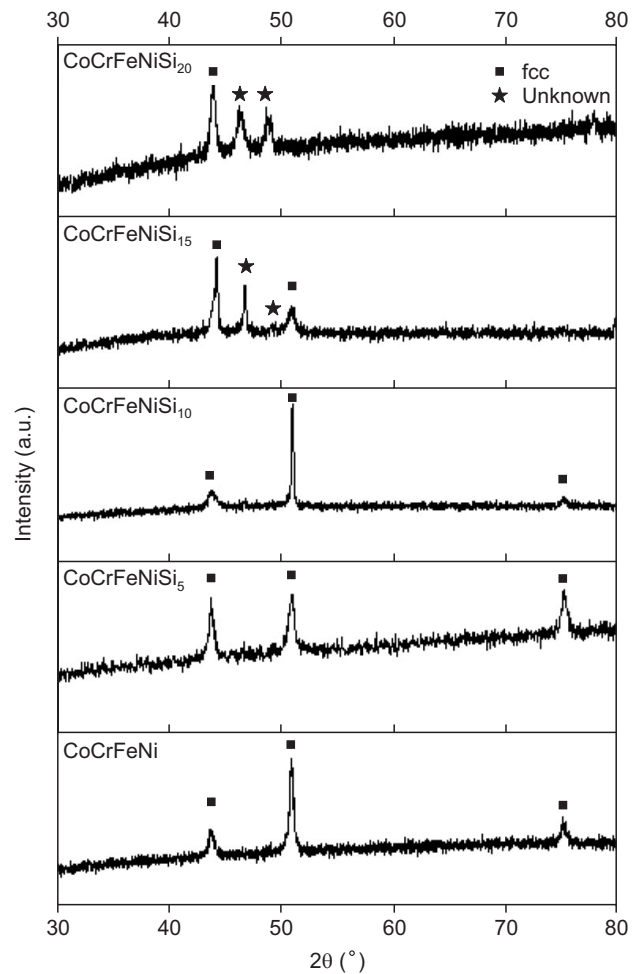 30 40 50 60 70 80
CoCrFeNiSi₂₀
■ fcc
★ Unknown
CoCrFeNiSi₁₅
CoCrFeNiSi₁₀
Intensity (a.u.)
CoCrFeNiSi₅
CoCrFeNi
30 40 50 60 70 80
2θ (°)